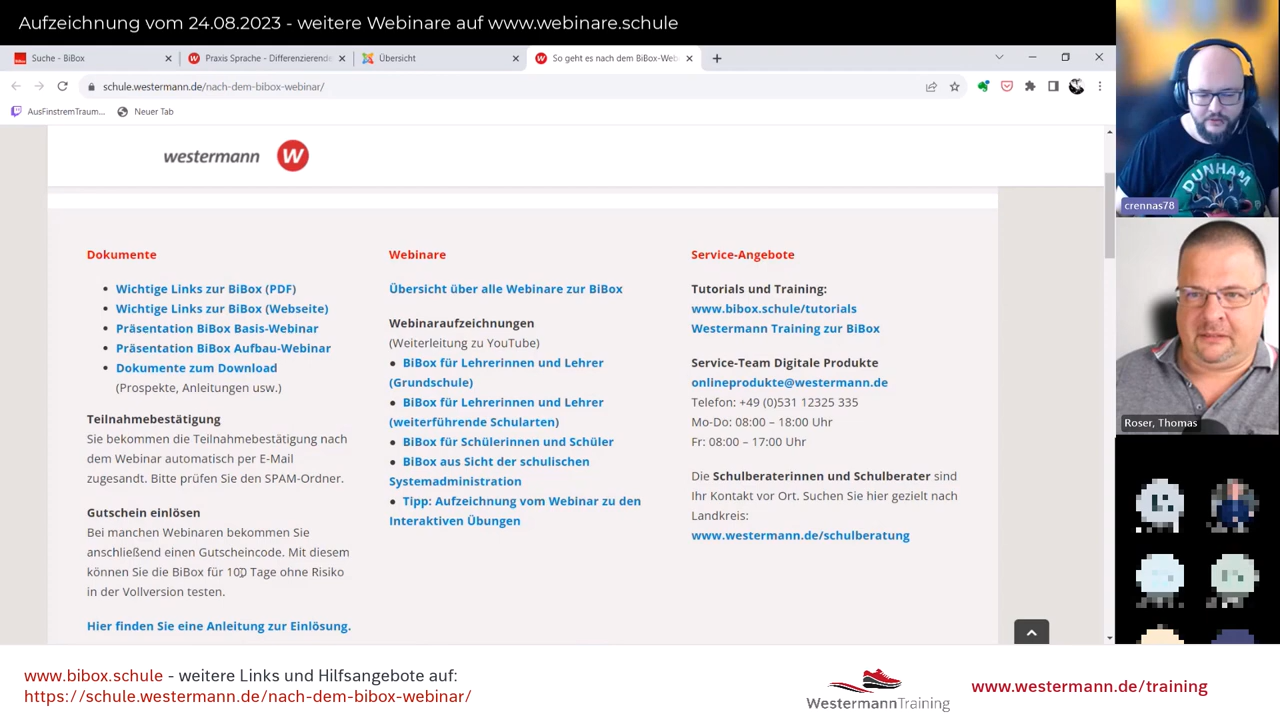 Aufzeichnung vom 24.08.2023 - weitere Webinare auf www.webinare.schule
Suche - BiBox
Praxis Sprache - Differenzierende
Übersicht
So geht es nach dem BiBox-Web
schule.westermann.de/nach-dem-bibox-webinar/
AusFinstremTraum...
Neuer Tab
westermann W
Dokumente
Wichtige Links zur BiBox (PDF)
Wichtige Links zur BiBox (Webseite)
Präsentation BiBox Basis-Webinar
Präsentation BiBox Aufbau-Webinar
Dokumente zum Download
(Prospekte, Anleitungen usw.)
Teilnahmebestätigung
Sie bekommen die Teilnahmebestätigung nach
dem Webinar automatisch per E-Mail
zugesandt. Bitte prüfen Sie den SPAM-Ordner.
Gutschein einlösen
Bei manchen Webinaren bekommen Sie
anschließend einen Gutscheincode. Mit diesem
können Sie die BiBox für 100 Tage ohne Risiko
in der Vollversion testen.
Hier finden Sie eine Anleitung zur Einlösung.
Webinare
Übersicht über alle Webinare zur BiBox
Webinaraufzeichnungen
(Weiterleitung zu YouTube)
● BiBox für Lehrerinnen und Lehrer
(Grundschule)
● BiBox für Lehrerinnen und Lehrer
(weiterführende Schularten)
● BiBox für Schülerinnen und Schüler
● BiBox aus Sicht der schulischen
Systemadministration
● Tipp: Aufzeichnung vom Webinar zu den
Interaktiven Übungen
Service-Angebote
Tutorials und Training:
www.bibox.schule/tutorials
Westermann Training zur BiBox
Service-Team Digitale Produkte
onlineprodukte@westermann.de
Telefon: +49 (0)531 12325 335
Mo-Do: 08:00 – 18:00 Uhr
Fr: 08:00 – 17:00 Uhr
Die Schulberaterinnen und Schulberater sind
Ihr Kontakt vor Ort. Suchen Sie hier gezielt nach
Landkreis:
www.westermann.de/schulberatung
DUNHAM
crennas78
Roser, Thomas
www.bibox.schule - weitere Links und Hilfsangebote auf:
https://schule.westermann.de/nach-dem-bibox-webinar/
WestermannTraining
www.westermann.de/training